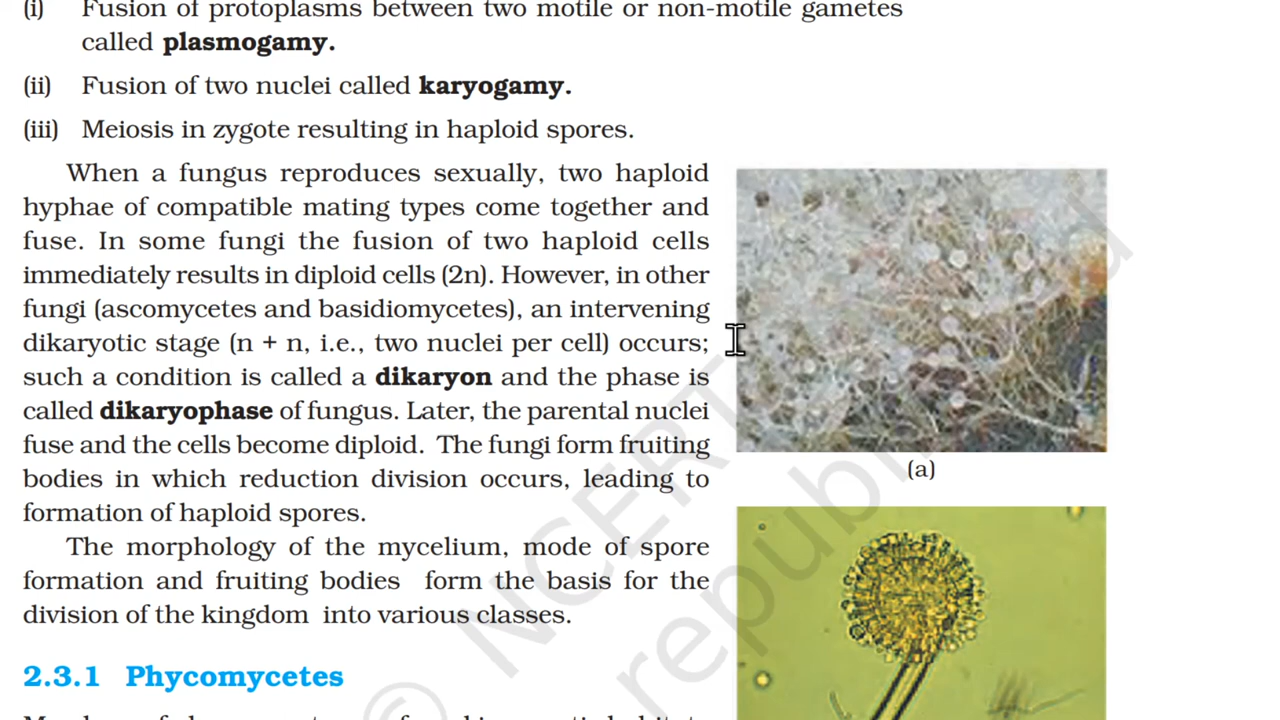 (i) Fusion of protoplasms between two motile or non-motile gametes
called plasmogamy.
(ii) Fusion of two nuclei called karyogamy.
(iii) Meiosis in zygote resulting in haploid spores.
When a fungus reproduces sexually, two haploid
hyphae of compatible mating types come together and
fuse. In some fungi the fusion of two haploid cells
immediately results in diploid cells (2n). However, in other
fungi (ascomycetes and basidiomycetes), an intervening
dikaryotic stage (n + n, i.e., two nuclei per cell) occurs;
such a condition is called a dikaryon and the phase is
called dikaryophase of fungus. Later, the parental nuclei
fuse and the cells become diploid. The fungi form fruiting
bodies in which reduction division occurs, leading to
formation of haploid spores.
The morphology of the mycelium, mode of spore
formation and fruiting bodies form the basis for the
division of the kingdom into various classes.
2.3.1 Phycomycetes
(a)
© NCERT